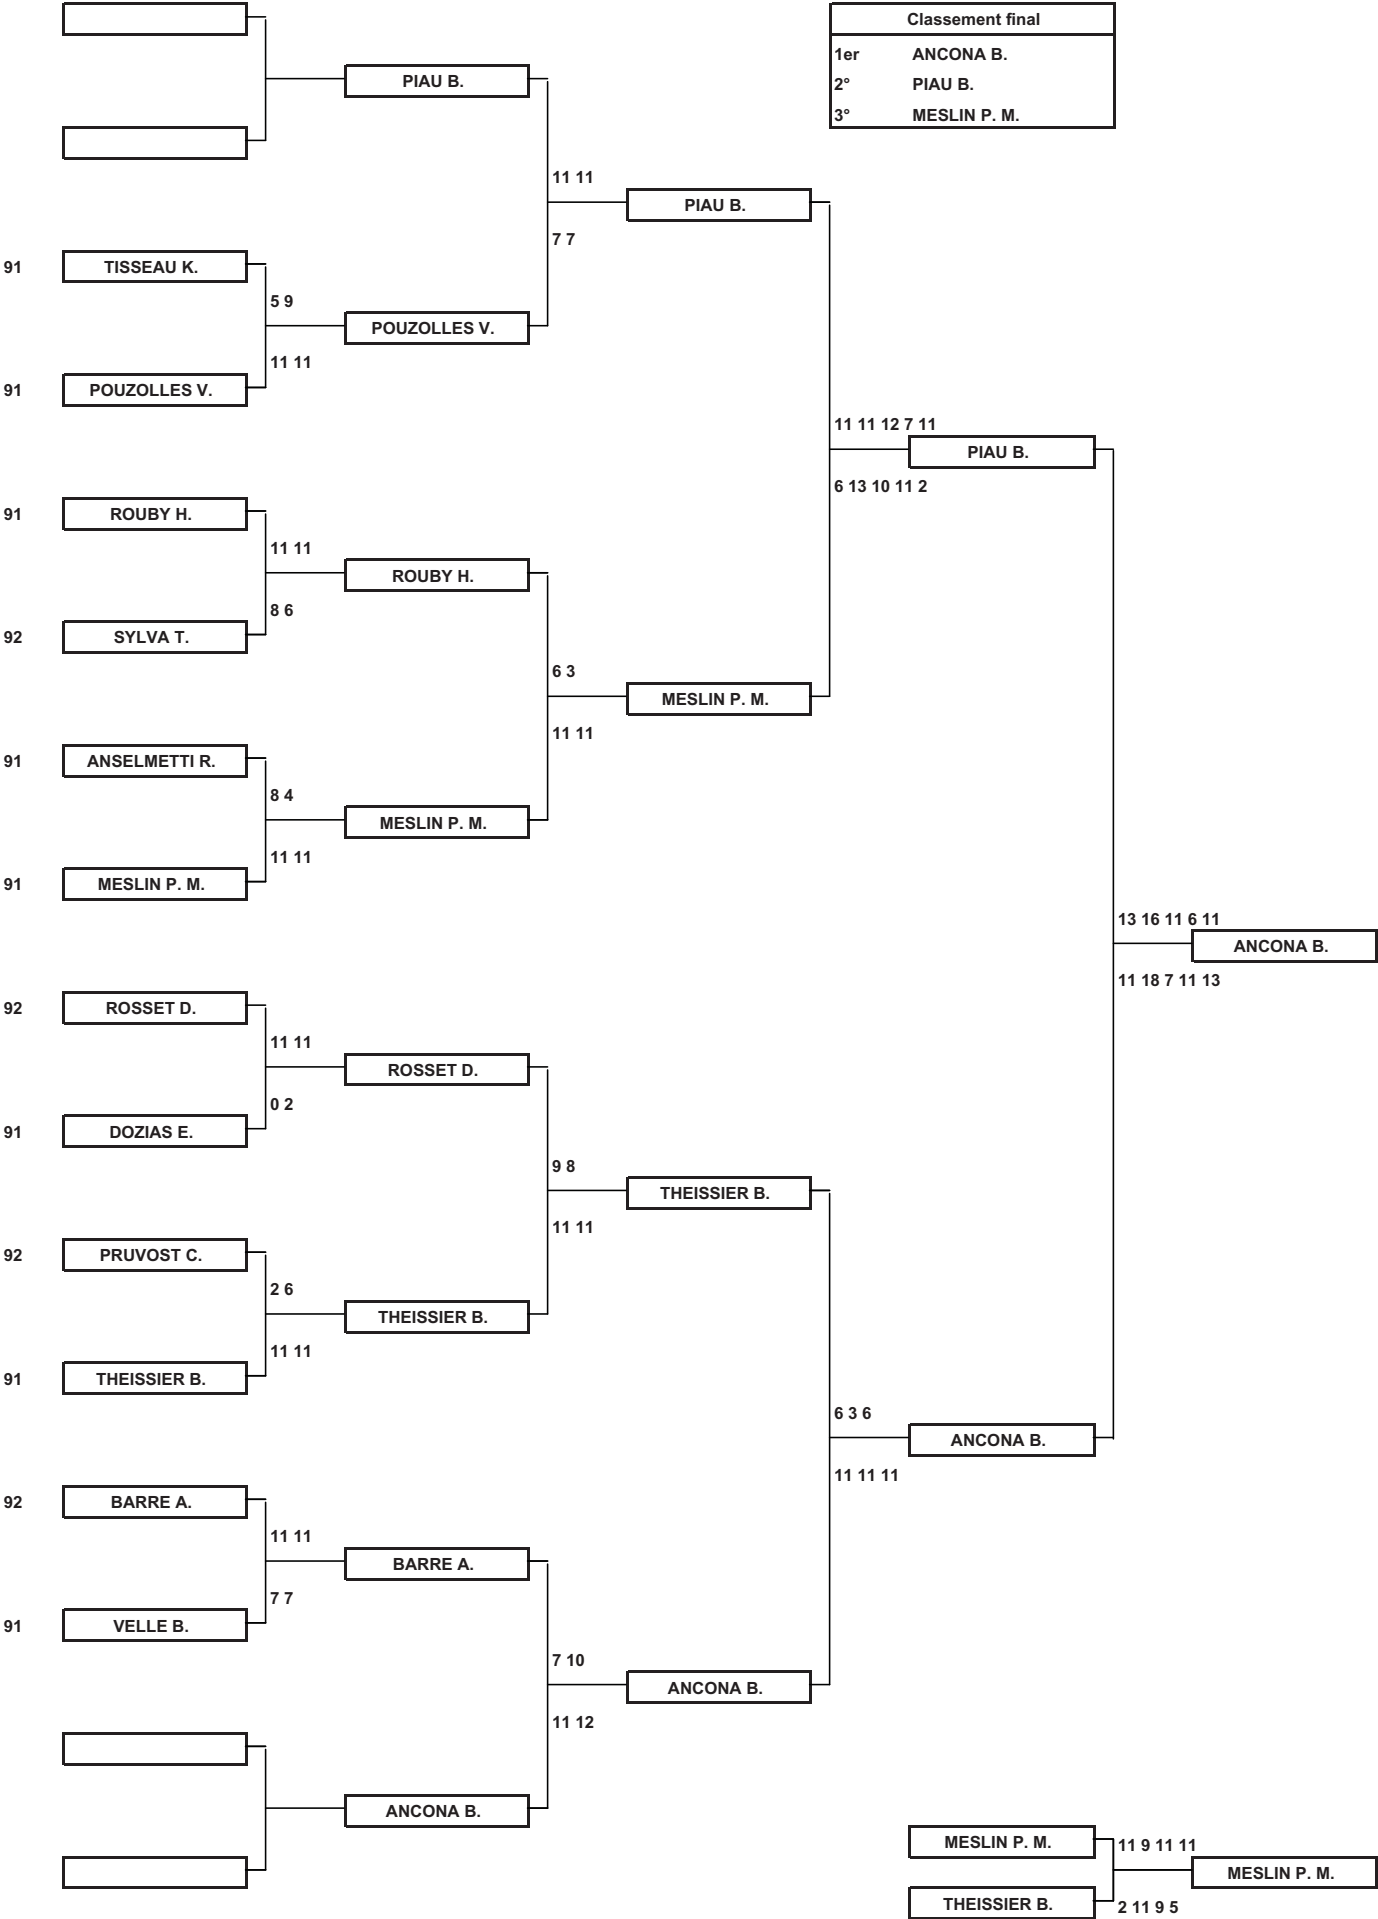 Classement final
1er ANCONA B.
2° PIAU B.
3° MESLIN P. M.
PIAU B.
11 11
PIAU B.
7 7
91 TISSEAU K.
5 9
POUZOLLES V.
11 11
91 POUZOLLES V.
11 11 12 7 11
PIAU B.
6 13 10 11 2
91 ROUBY H.
11 11
ROUBY H.
8 6
92 SYLVA T.
6 3
MESLIN P. M.
11 11
91 ANSELMETTI R.
8 4
MESLIN P. M.
11 11
91 MESLIN P. M.
13 16 11 6 11
ANCONA B.
11 18 7 11 13
92 ROSSET D.
11 11
ROSSET D.
0 2
91 DOZIAS E.
9 8
THEISSIER B.
11 11
92 PRUVOST C.
2 6
THEISSIER B.
11 11
91 THEISSIER B.
6 3 6
ANCONA B.
11 11 11
92 BARRE A.
11 11
BARRE A.
7 7
91 VELLE B.
7 10
ANCONA B.
11 12
ANCONA B.
MESLIN P. M.
11 9 11 11
MESLIN P. M.
THEISSIER B.
2 11 9 5